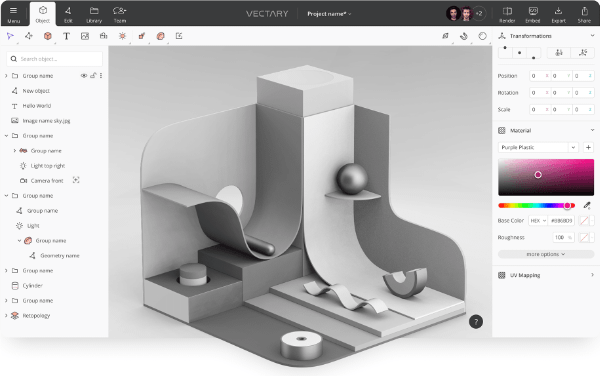 Menu
Object
Edit
Library
Team
VECTARY
Project name*
+2
Render
Embed
Export
Share
T
Transformations
Search object...
Group name
New object
T Hello World
Image name sky.jpg
Group name
Group name
Light top-right
Camera front
Group name
Group name
Light
Group name
Geometry name
Group name
Cylinder
Group name
Retopology
Position 0 X 0 Y 0 Z
Rotation 0 X 0 Y 0 Z
Scale 0 X 0 Y 0 Z
Material
Purple Plastic
+
Base Color HEX
Roughness 100 %
more options
UV Mapping
?